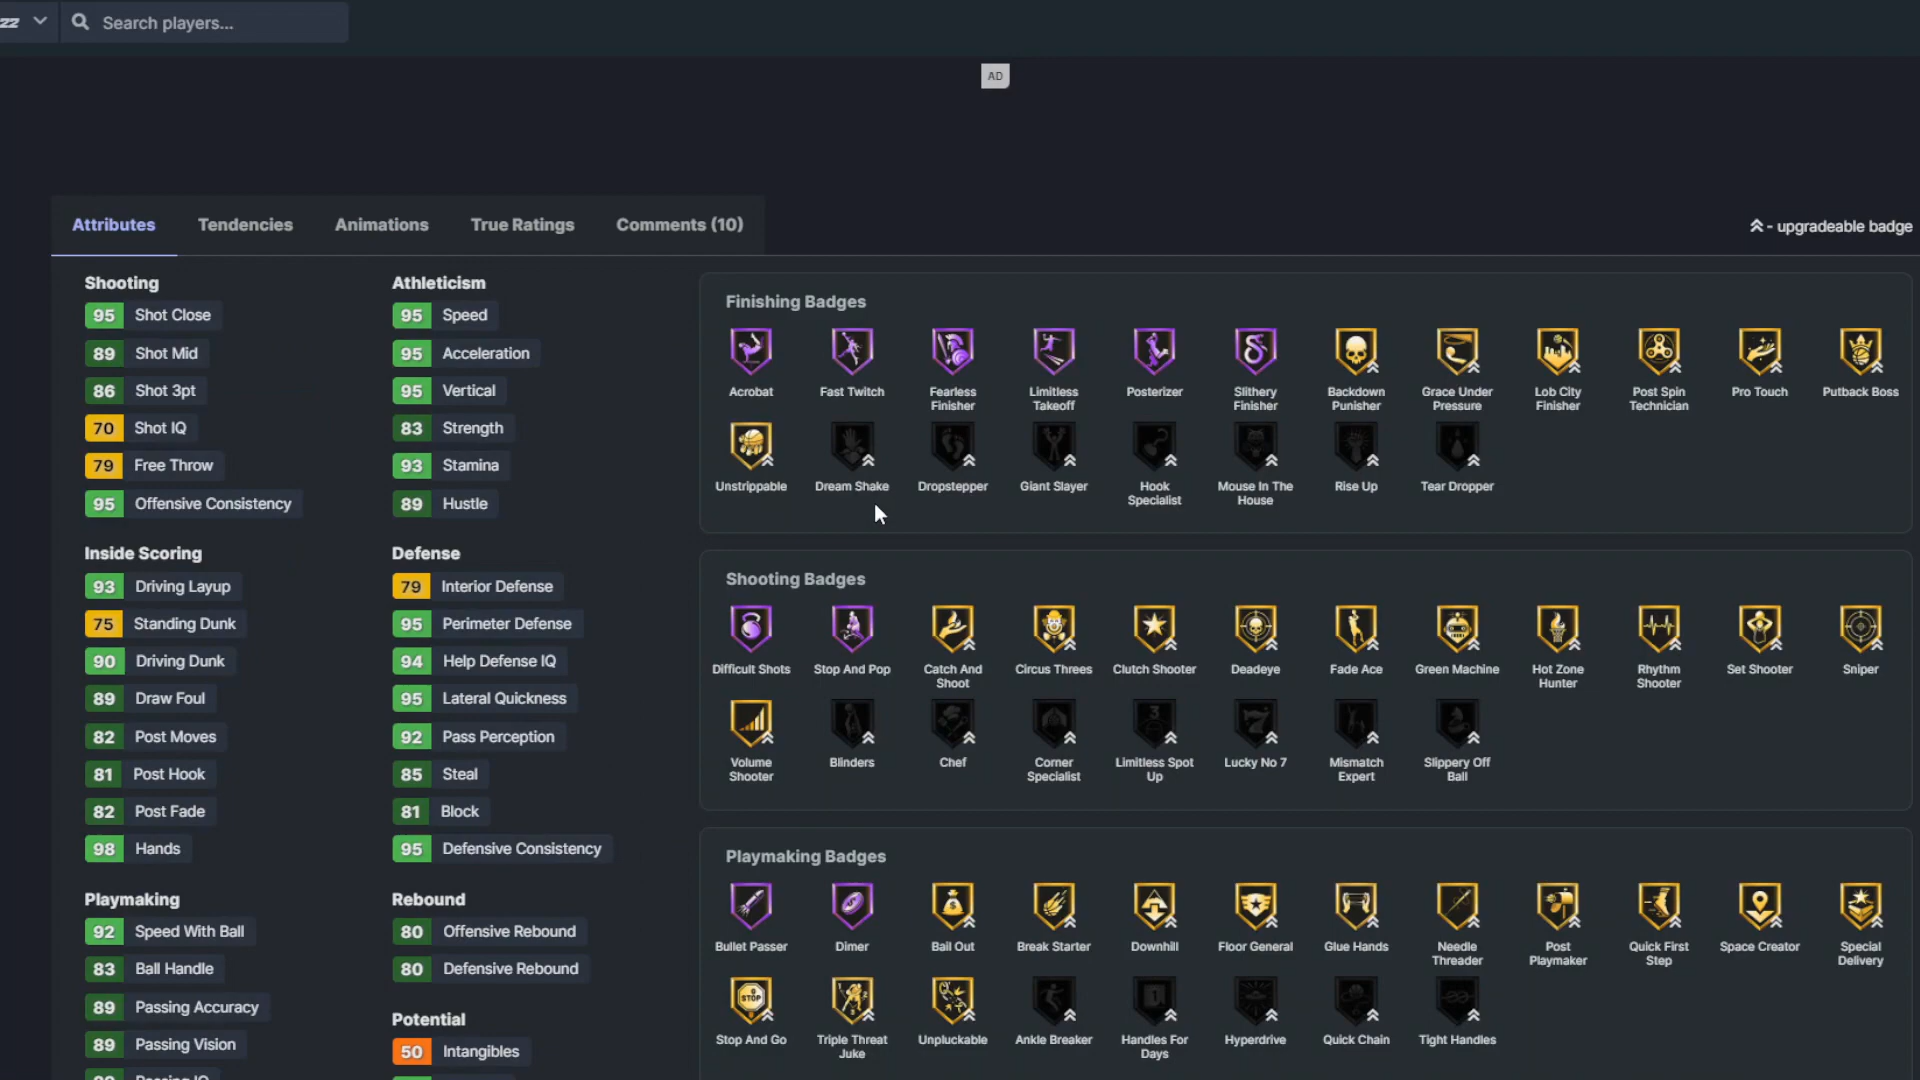 zz
Search players...
AD
Attributes
Tendencies
Animations
True Ratings
Comments (10)
- upgradeable badge
Shooting
95 Shot Close
89 Shot Mid
86 Shot 3pt
70 Shot IQ
79 Free Throw
95 Offensive Consistency
Inside Scoring
93 Driving Layup
75 Standing Dunk
90 Driving Dunk
89 Draw Foul
82 Post Moves
81 Post Hook
82 Post Fade
98 Hands
Playmaking
92 Speed With Ball
83 Ball Handle
89 Passing Accuracy
89 Passing Vision
Athleticism
95 Speed
95 Acceleration
95 Vertical
83 Strength
93 Stamina
89 Hustle
Defense
79 Interior Defense
95 Perimeter Defense
94 Help Defense IQ
95 Lateral Quickness
92 Pass Perception
85 Steal
81 Block
95 Defensive Consistency
Rebound
80 Offensive Rebound
80 Defensive Rebound
Potential
50 Intangibles
Finishing Badges
Acrobat
Fast Twitch
Fearless
Finisher
Limitless
Takeoff
Posterizer
Slithery
Finisher
Backdown
Punisher
Grace Under
Pressure
Lob City
Finisher
Post Spin
Technician
Pro Touch
Putback Boss
Unstrippable
Dream Shake
Dropstepper
Giant Slayer
Hook
Specialist
Mouse In The
House
Rise Up
Tear Dropper
Shooting Badges
Difficult Shots
Stop And Pop
Catch And
Shoot
Circus Threes
Clutch Shooter
Deadeye
Fade Ace
Green Machine
Hot Zone
Hunter
Rhythm
Shooter
Set Shooter
Sniper
Volume
Shooter
Blinders
Chef
Corner
Specialist
Limitless Spot
Up
Lucky No 7
Mismatch
Expert
Slippery Off
Ball
Playmaking Badges
Bullet Passer
Dimer
Bail Out
Break Starter
Downhill
Floor General
Glue Hands
Needle
Threader
Post
Playmaker
Quick First
Step
Space Creator
Special
Delivery
STOP
Stop And Go
Triple Threat
Juke
Unpluckable
Ankle Breaker
Handles For
Days
Hyperdrive
Quick Chain
Tight Handles